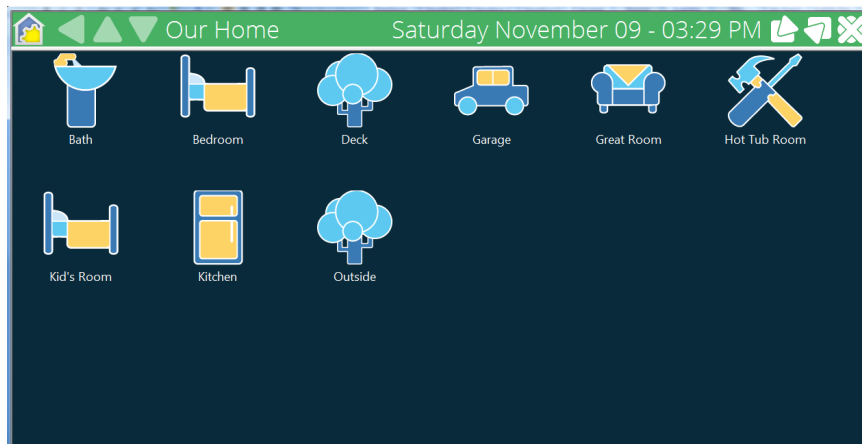 Our Home Saturday November 09 - 03:29 PM
Bath Bedroom Deck Garage Great Room Hot Tub Room
Kid's Room Kitchen Outside